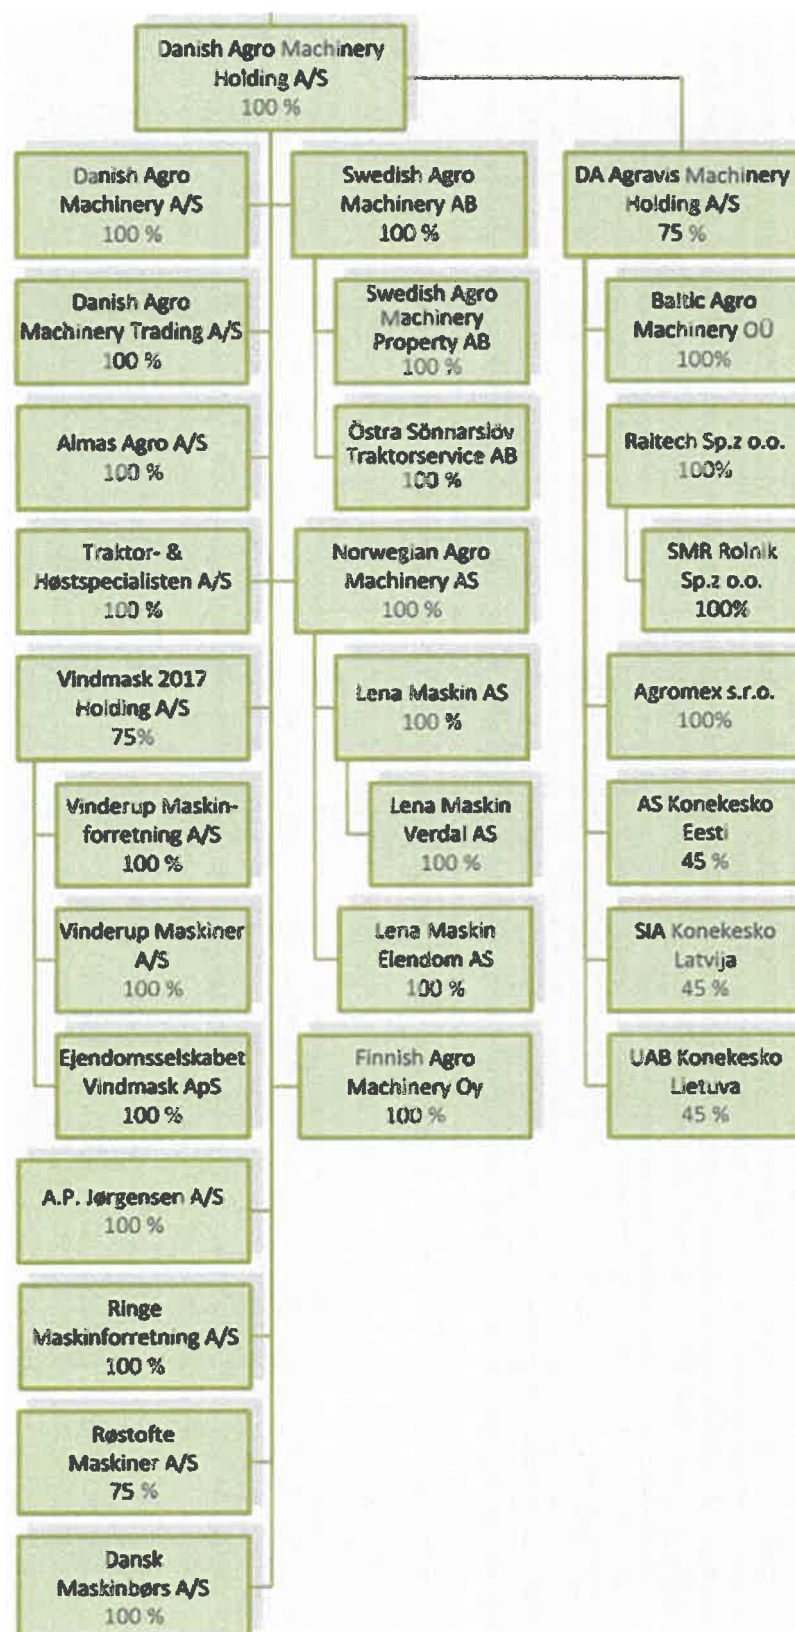 Danish Agro Machinery
Holding A/S
100 %
Danish Agro
Machinery A/S
100 %
Danish Agro
Machinery Trading A/S
100 %
Almas Agro A/S
100 %
Traktor- &
Høstspecialisten A/S
100 %
Vindmask 2017
Holding A/S
75%
Vinderup Maskin-
forretning A/S
100 %
Vinderup Maskiner
A/S
100 %
Ejendomsselskabet
Vindmask ApS
100 %
A.P. Jørgensen A/S
100 %
Ringe
Maskinforretning A/S
100 %
Røstofte
Maskiner A/S
75 %
Dansk
Maskinbørs A/S
100 %
Swedish Agro
Machinery AB
100 %
Swedish Agro
Machinery
Property AB
100 %
Östra Sönnarslöv
Traktorservice AB
100 %
Norwegian Agro
Machinery AS
100 %
Lena Maskin AS
100 %
Lena Maskin
Verdal AS
100 %
Lena Maskin
Eiendom AS
100 %
Finnish Agro
Machinery Oy
100 %
DA Agravis Machinery
Holding A/S
75 %
Baltic Agro
Machinery OÜ
100%
Raitech Sp.z o.o.
100%
SMR Rolnik
Sp.z o.o.
100%
Agromex s.r.o.
100%
AS Konekesko
Eesti
45 %
SIA Konekesko
Latvija
45 %
UAB Konekesko
Lietuva
45 %